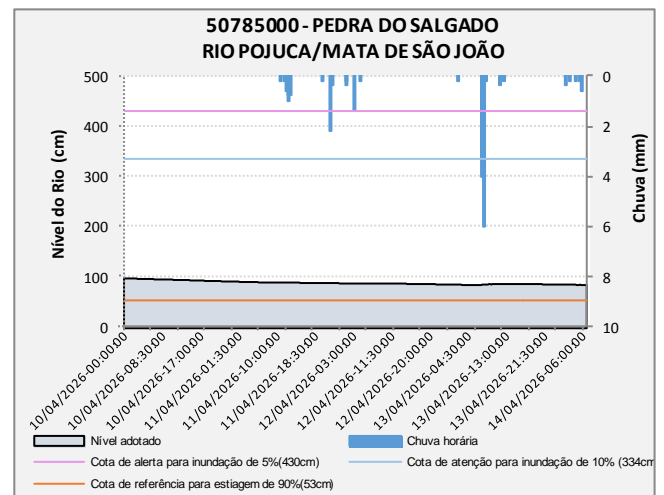 50785000 - PEDRA DO SALGADO
RIO POJUCA/MATA DE SÃO JOÃO
Nível do Rio (cm)
500
400
300
200
100
0
Chuva (mm)
0
2
4
6
8
10
10/04/2026-00:00:00
10/04/2026-08:30:00
10/04/2026-17:00:00
11/04/2026-01:30:00
11/04/2026-10:00:00
11/04/2026-18:30:00
12/04/2026-03:00:00
12/04/2026-11:30:00
12/04/2026-20:00:00
13/04/2026-04:30:00
13/04/2026-13:00:00
13/04/2026-21:30:00
14/04/2026-06:00:00
Nível adotado
Chuva horária
Cota de alerta para inundação de 5%(430cm)
Cota de atenção para inundação de 10% (334cm
Cota de referência para estiagem de 90%(53cm)